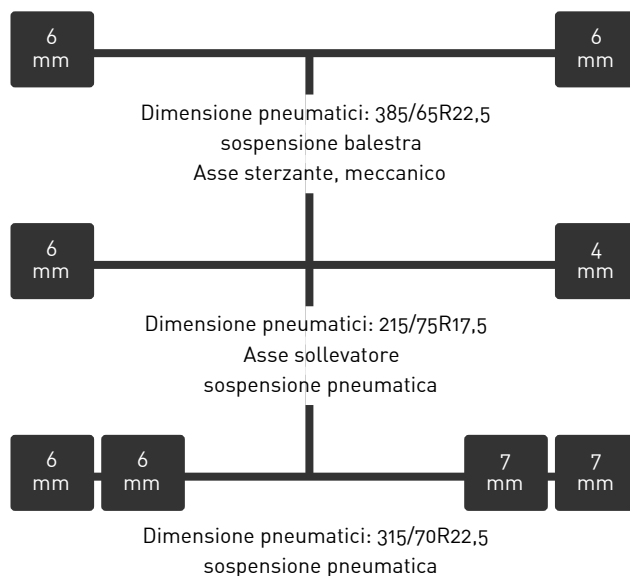 6 mm 6 mm
Dimensione pneumatici: 385/65R22,5
sospensione balestra
Asse sterzante, meccanico
6 mm 4 mm
Dimensione pneumatici: 215/75R17,5
Asse sollevatore
sospensione pneumatica
6 mm 6 mm 7 mm 7 mm
Dimensione pneumatici: 315/70R22,5
sospensione pneumatica